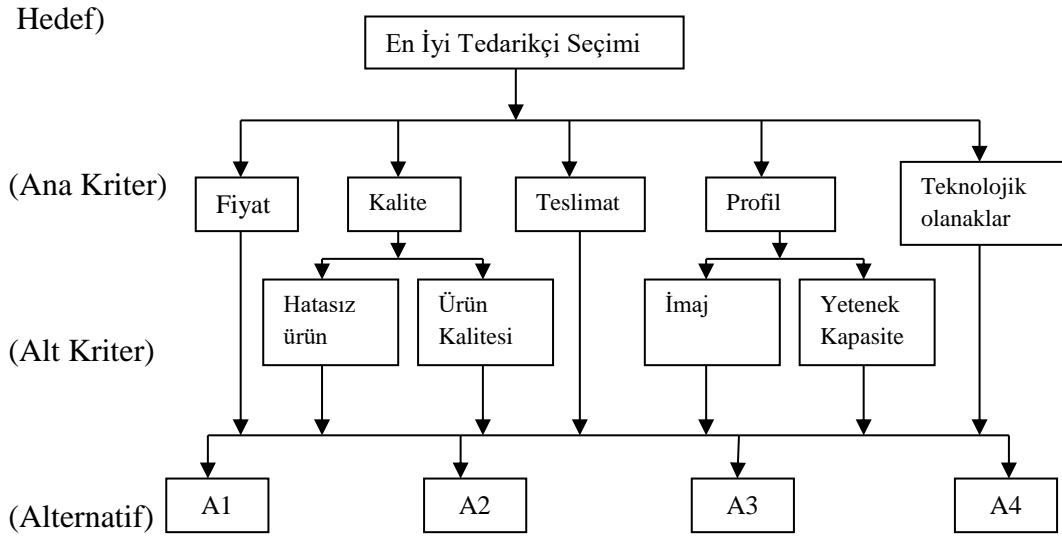 Hedef)
En İyi Tedarikçi Seçimi
(Ana Kriter)
Fiyat
Kalite
Teslimat
Profil
Teknolojik
olanaklar
(Alt Kriter)
Hatasız
ürün
Ürün
Kalitesi
İmaj
Yetenek
Kapasite
(Alternatif)
A1
A2
A3
A4